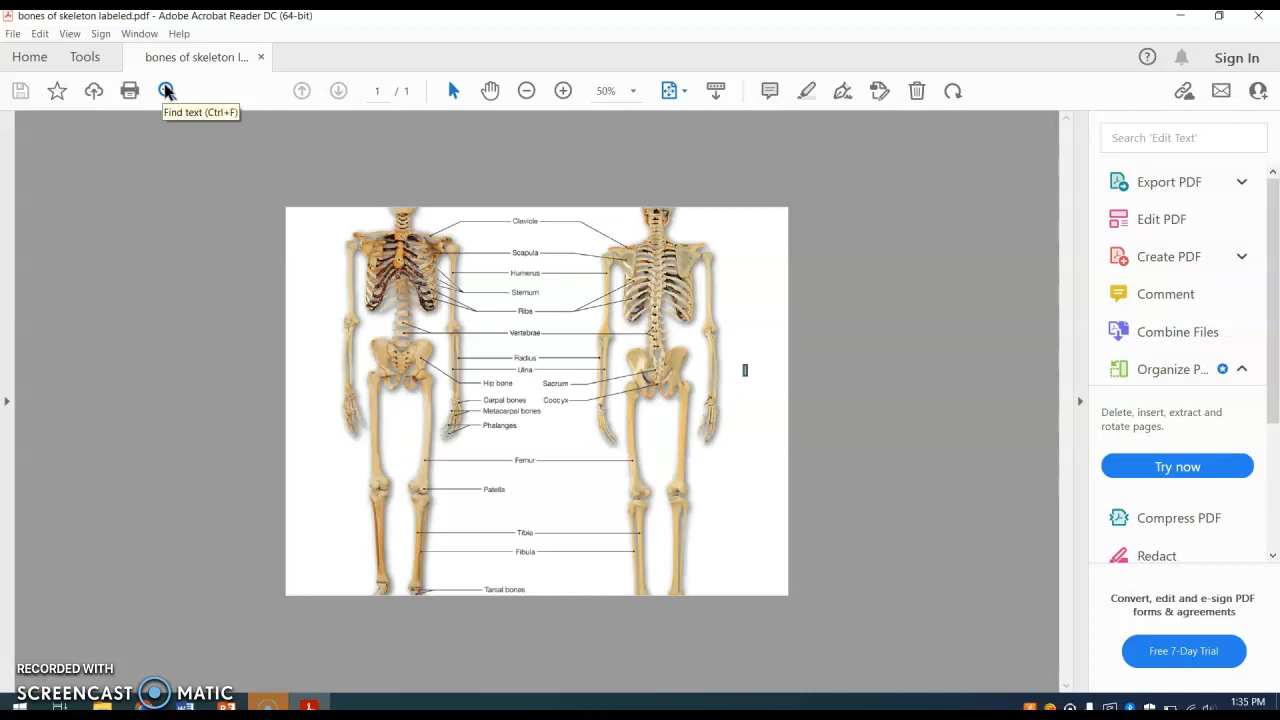 bones of skeleton labeled.pdf - Adobe Acrobat Reader DC (64-bit)
File Edit View Sign Window Help
Home Tools bones of skeleton l... × Sign In
1 / 1 50%
Find text (Ctrl+F)
Search 'Edit Text'
Export PDF
Edit PDF
Create PDF
Comment
Combine Files
Organize P...
Delete, insert, extract and
rotate pages.
Try now
Compress PDF
Redact
Convert, edit and e-sign PDF
forms & agreements
Free 7-Day Trial
Clavicle
Scapula
Humerus
Sternum
Ribs
Vertebrae
Radius
Ulna
Hip bone Sacrum
Carpal bones Coccyx
Metacarpal bones
Phalanges
Femur
Patella
Tibia
Fibula
Tarsal bones
RECORDED WITH
SCREENCAST MATIC
1:35 PM